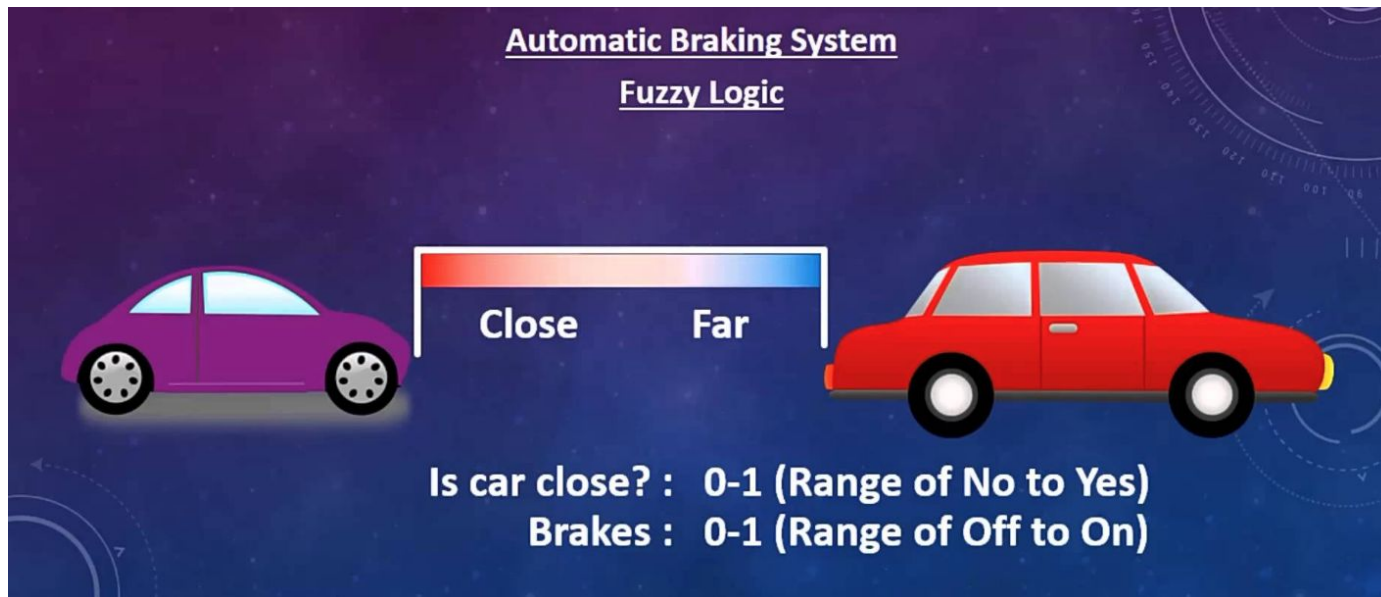 Automatic Braking System
Fuzzy Logic
Close Far
Is car close? : 0-1 (Range of No to Yes)
Brakes : 0-1 (Range of Off to On)